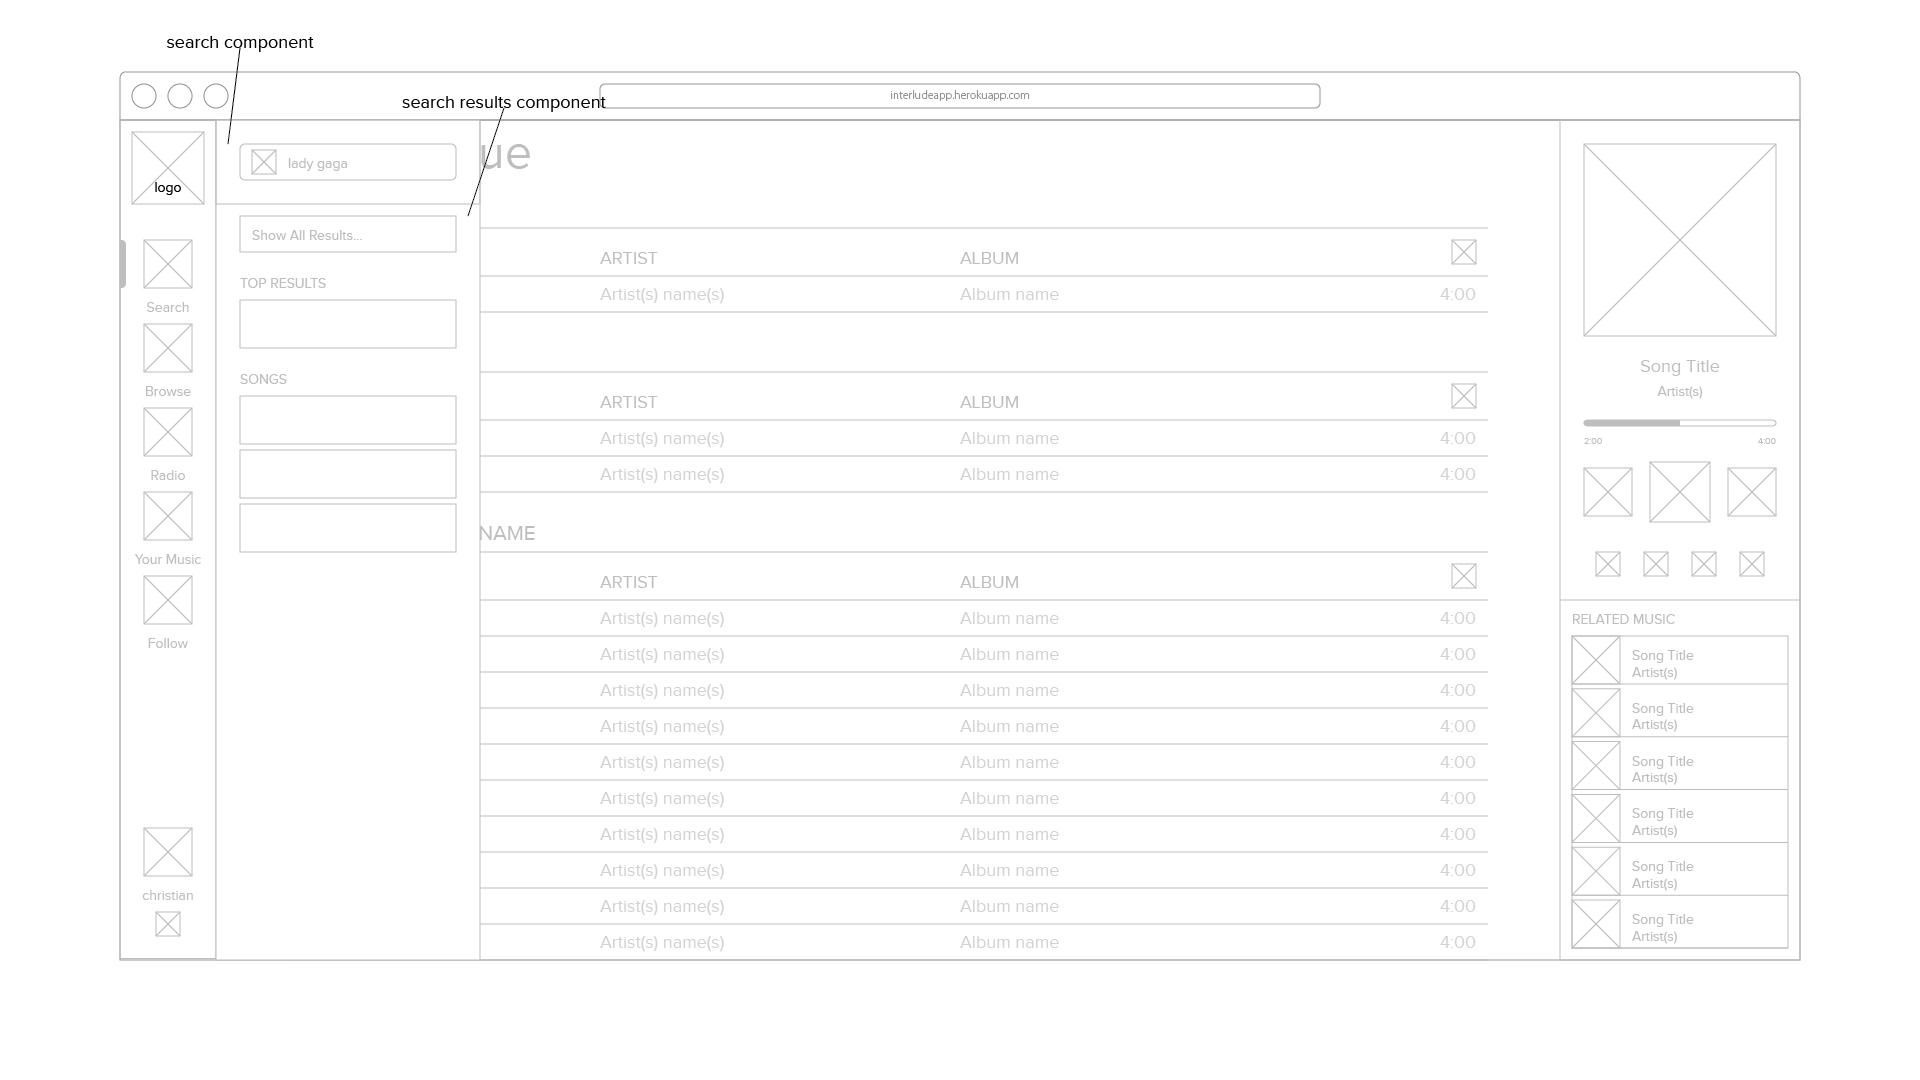 search component
search results component
interludeapp.herokuapp.com
logo
Search
Browse
Radio
Your Music
Follow
christian
lady gaga
Show All Results...
TOP RESULTS
SONGS
ue
ARTIST ALBUM
Artist(s) name(s) Album name 4:00
ARTIST ALBUM
Artist(s) name(s) Album name 4:00
Artist(s) name(s) Album name 4:00
NAME
ARTIST ALBUM
Artist(s) name(s) Album name 4:00
Artist(s) name(s) Album name 4:00
Artist(s) name(s) Album name 4:00
Artist(s) name(s) Album name 4:00
Artist(s) name(s) Album name 4:00
Artist(s) name(s) Album name 4:00
Artist(s) name(s) Album name 4:00
Artist(s) name(s) Album name 4:00
Artist(s) name(s) Album name 4:00
Artist(s) name(s) Album name 4:00
Song Title
Artist(s)
2:00 4:00
RELATED MUSIC
Song Title
Artist(s)
Song Title
Artist(s)
Song Title
Artist(s)
Song Title
Artist(s)
Song Title
Artist(s)
Song Title
Artist(s)